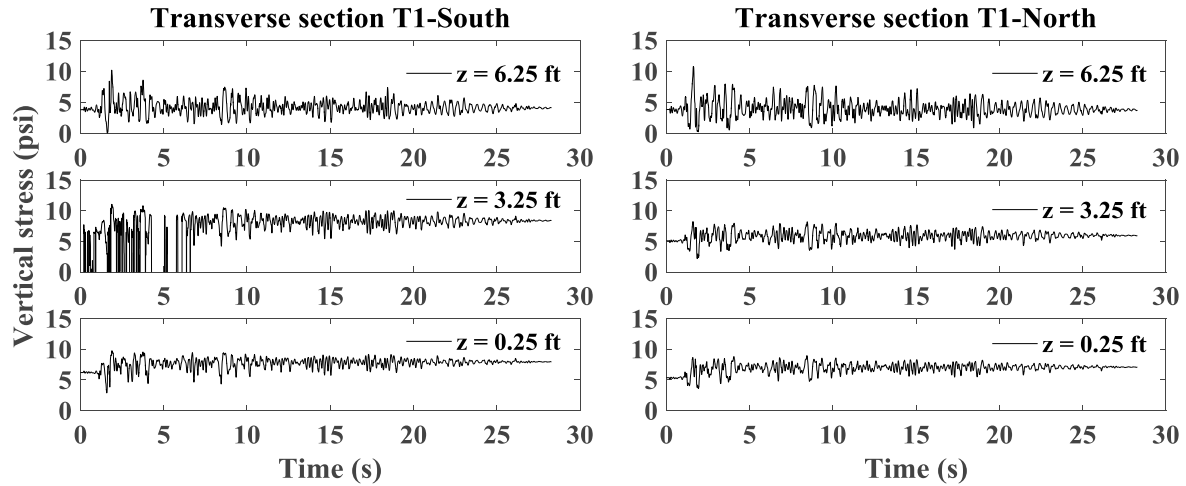 Transverse section T1-South
Transverse section T1-North
Vertical stress (psi)
15
10
5
0
z = 6.25 ft
0 5 10 15 20 25 30
15
10
5
0
z = 6.25 ft
0 5 10 15 20 25 30
15
10
5
0
z = 3.25 ft
0 5 10 15 20 25 30
15
10
5
0
z = 3.25 ft
0 5 10 15 20 25 30
15
10
5
0
z = 0.25 ft
0 5 10 15 20 25 30
15
10
5
0
z = 0.25 ft
0 5 10 15 20 25 30
Time (s)
Time (s)